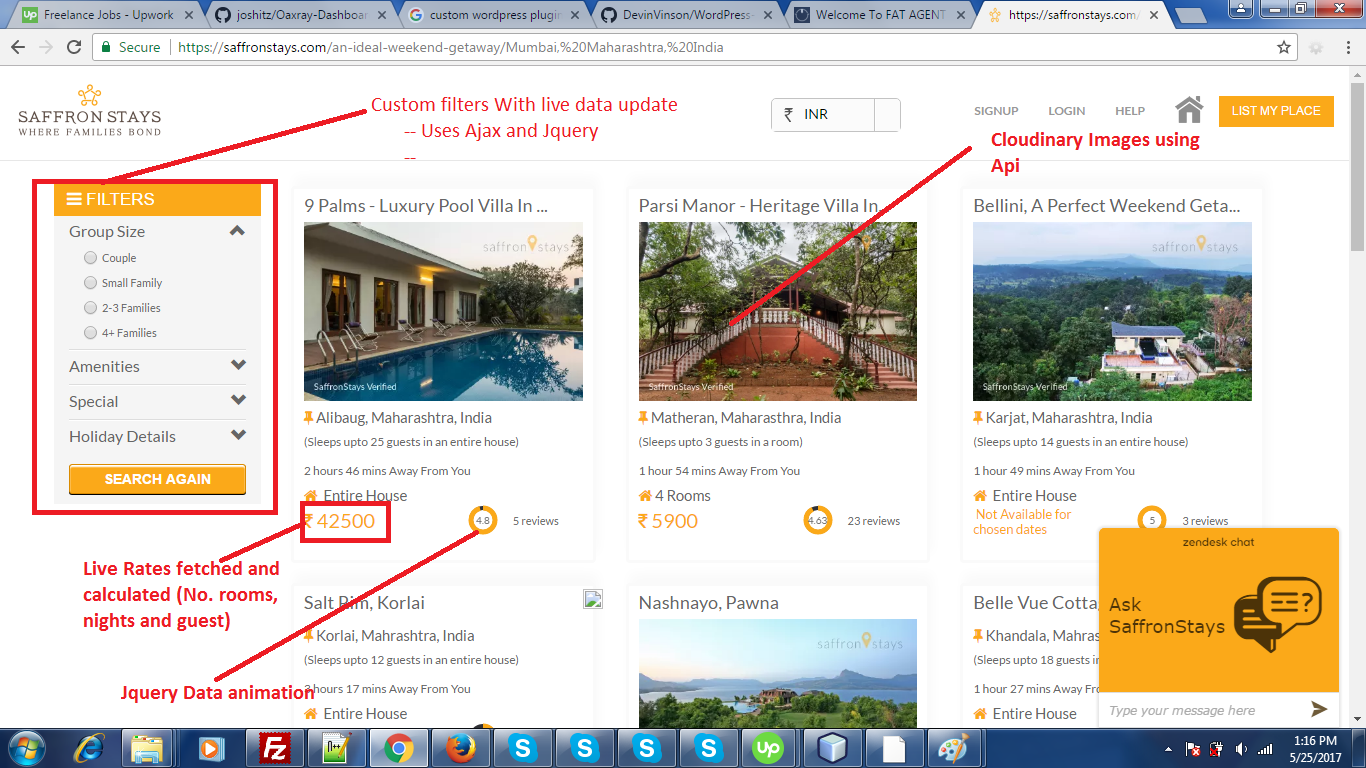 Freelance Jobs - Upwork
joshitz/Oaxray-Dashboar
custom wordpress plugin
DevinVinson/WordPress-
Welcome To FAT AGENT
https://saffronstays.com/
Secure
https://saffronstays.com/an-ideal-weekend-getaway/Mumbai,%20Maharashtra,%20India
SAFFRON STAYS
WHERE FAMILIES BOND
Custom filters With live data update
-- Uses Ajax and Jquery
--
₹ INR
SIGNUP
LOGIN
HELP
LIST MY PLACE
Cloudinary Images using
Api
FILTERS
Group Size
Couple
Small Family
2-3 Families
4+ Families
Amenities
Special
Holiday Details
SEARCH AGAIN
Live Rates fetched and
calculated (No. rooms,
nights and guest)
Jquery Data animation
9 Palms - Luxury Pool Villa In ...
saffron stays
SaffronStays Verified
Alibaug, Maharashtra, India
(Sleeps upto 25 guests in an entire house)
2 hours 46 mins Away From You
Entire House
₹ 42500
4.8
5 reviews
Parsi Manor - Heritage Villa In...
saffron stays
SaffronStays Verified
Matheran, Maharasthra, India
(Sleeps upto 3 guests in a room)
1 hour 54 mins Away From You
4 Rooms
₹ 5900
4.63
23 reviews
Bellini, A Perfect Weekend Geta...
saffron stays
SaffronStays Verified
Karjat, Maharashtra, India
(Sleeps upto 14 guests in an entire house)
1 hour 49 mins Away From You
Entire House
Not Available for
chosen dates
5
3 reviews
Salt Rim, Korlai
Korlai, Mahrashtra, India
(Sleeps upto 12 guests in an entire house)
hours 17 mins Away From You
Entire House
Nashnayo, Pawna
saffron stays
Belle Vue Cotta
Khandala, Mahras
(Sleeps upto 18 guests in
1 hour 27 mins Away Fr
Entire House
zendesk chat
Ask
SaffronStays
Type your message here
1:16 PM
5/25/2017